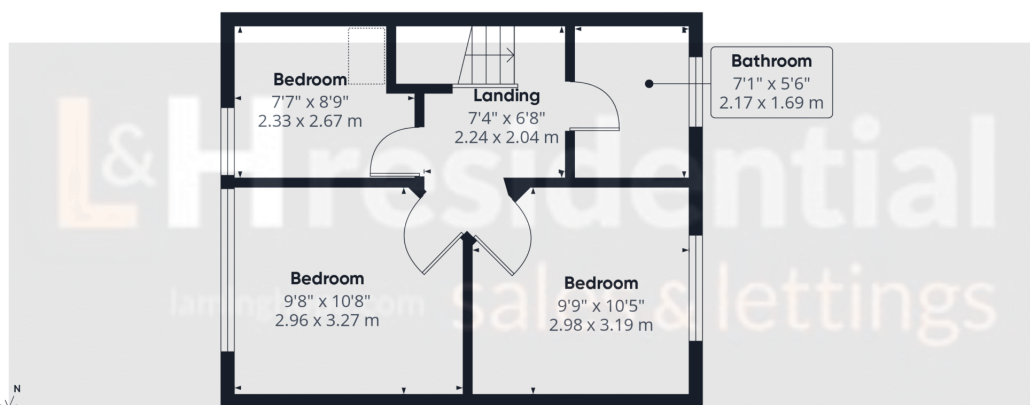 Bedroom
7'7" x 8'9"
2.33 x 2.67 m
Landing
7'4" x 6'8"
2.24 x 2.04 m
Bathroom
7'1" x 5'6"
2.17 x 1.69 m
L&H residential
sales & lettings
Bedroom
9'8" x 10'8"
2.96 x 3.27 m
Bedroom
9'9" x 10'5"
2.98 x 3.19 m
N